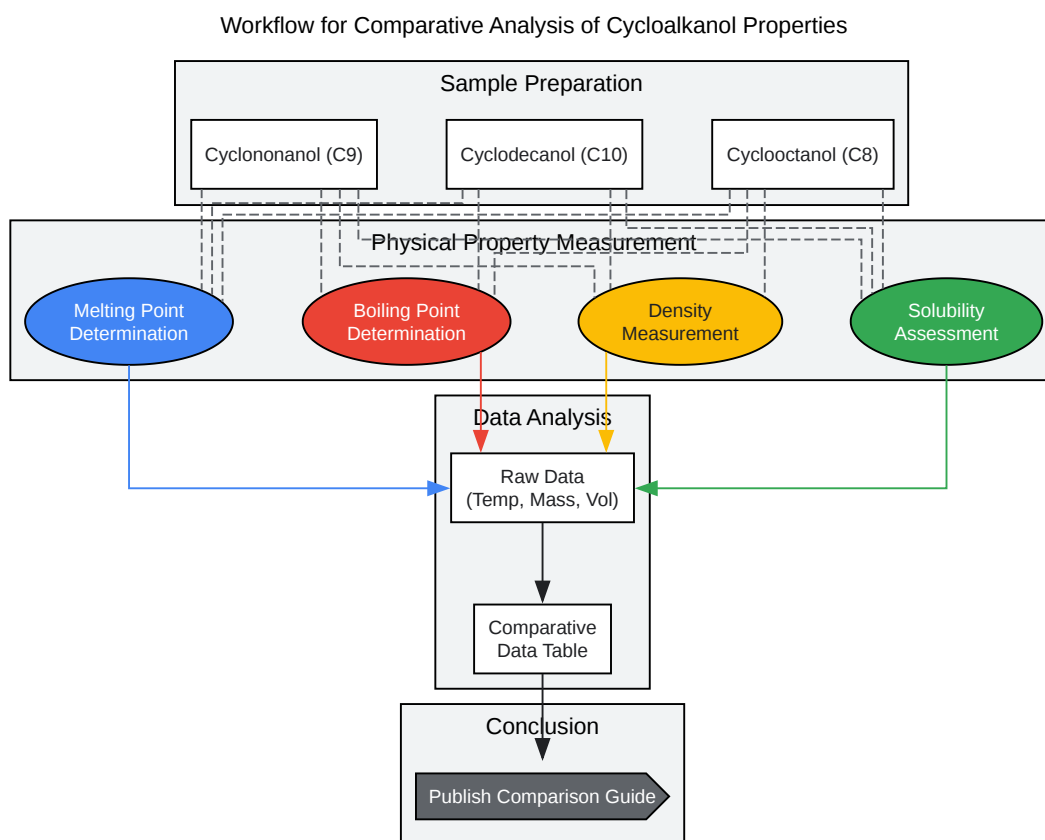 Workflow for Comparative Analysis of Cycloalkanol Properties
Sample Preparation
Cyclononanol (C9)
Cyclodecanol (C10)
Cyclooctanol (C8)
Physical Property Measurement
Melting Point
Determination
Boiling Point
Determination
Density
Measurement
Solubility
Assessment
Data Analysis
Raw Data
(Temp, Mass, Vol)
Comparative
Data Table
Conclusion
Publish Comparison Guide